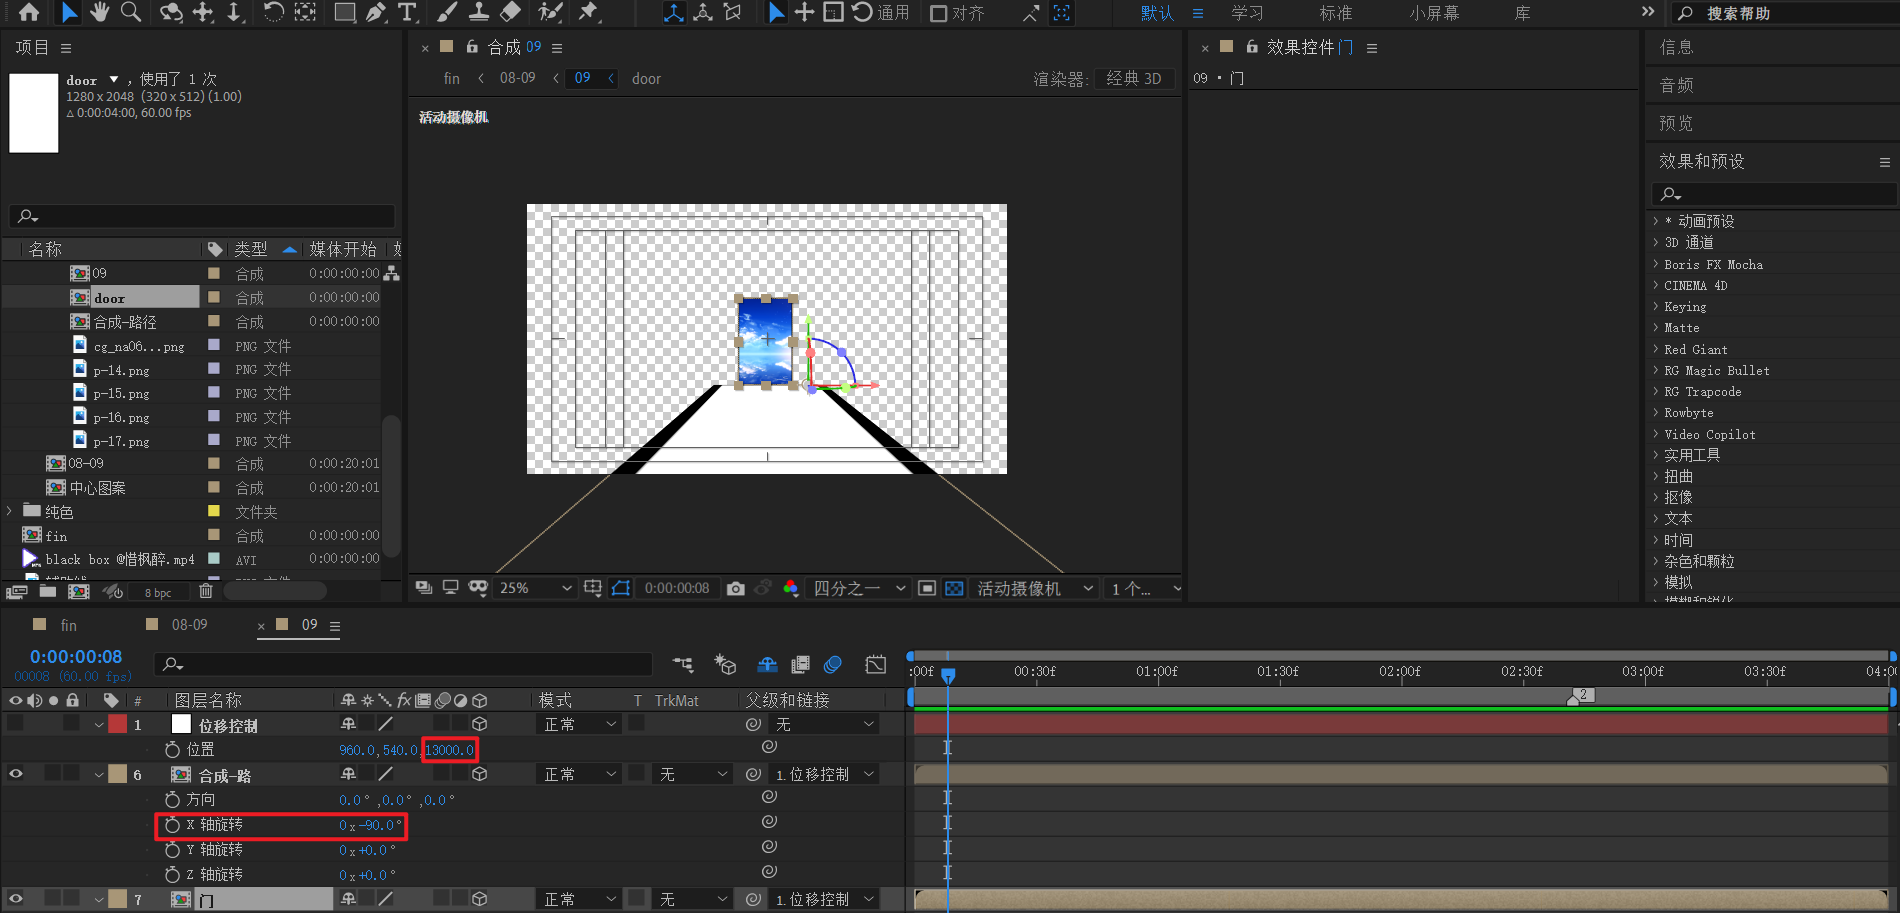 通用
对齐
默认
学习
标准
小屏幕
库
搜索帮助
项目
door ，使用了 1 次
1280 x 2048 (320 x 512) (1.00)
△ 0:00:04:00, 60.00 fps
名称 类型 媒体开始
09 合成 0:00:00:00
door 合成 0:00:00:00
合成-路径 合成 0:00:00:00
cg_na06...png PNG 文件
p-14.png PNG 文件
p-15.png PNG 文件
p-16.png PNG 文件
p-17.png PNG 文件
08-09 合成 0:00:20:01
中心图案 合成 0:00:20:01
纯色 文件夹
fin 合成 0:00:00:00
black box @惜枫醉.mp4 AVI 0:00:00:00
8 bpc
× 合成 09
fin 08-09 09 door
渲染器: 经典 3D
活动摄像机
25% 0:00:00:08 四分之一 活动摄像机 1 个...
× 效果控件 门
09 · 门
信息
音频
预览
效果和预设
* 动画预设
3D 通道
Boris FX Mocha
CINEMA 4D
Keying
Matte
Red Giant
RG Magic Bullet
RG Trapcode
Rowbyte
Video Copilot
实用工具
扭曲
抠像
文本
时间
杂色和颗粒
模拟
模糊和锐化
fin 08-09 × 09
0:00:00:08
00008 (60.00 fps)
:00f 00:30f 01:00f 01:30f 02:00f 02:30f 03:00f 03:30f 04:00
# 图层名称 fx 模式 T TrkMat 父级和链接
2
1 位移控制 正常 无
位置 960.0,540.0,13000.0
6 合成-路 正常 无 1.位移控制
方向 0.0°,0.0°,0.0°
X 轴旋转 0x-90.0°
Y 轴旋转 0x+0.0°
Z 轴旋转 0x+0.0°
7 门 正常 无 1.位移控制